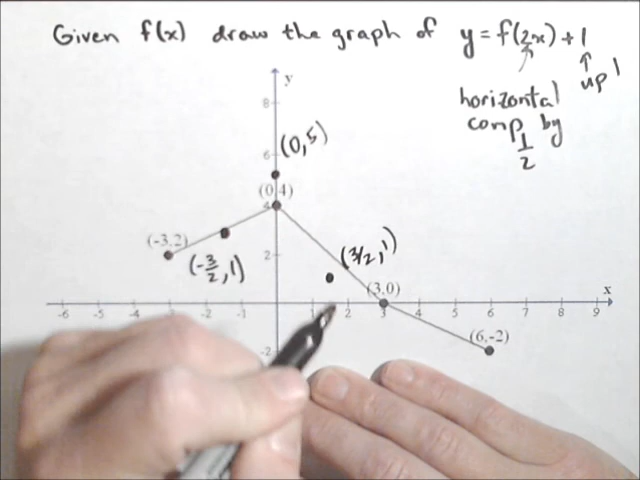 Given f(x) draw the graph of y = f(2x) + 1
up 1
horizontal
comp by
1/2
y
8
6
(0,5)
(0,4)
4
(-3,2)
2
(-3/2, 1)
(3/2, 1)
(3,0)
x
-6 -5 -4 -3 -2 -1 1 2 3 4 5 6 7 8 9
-2
(6,-2)